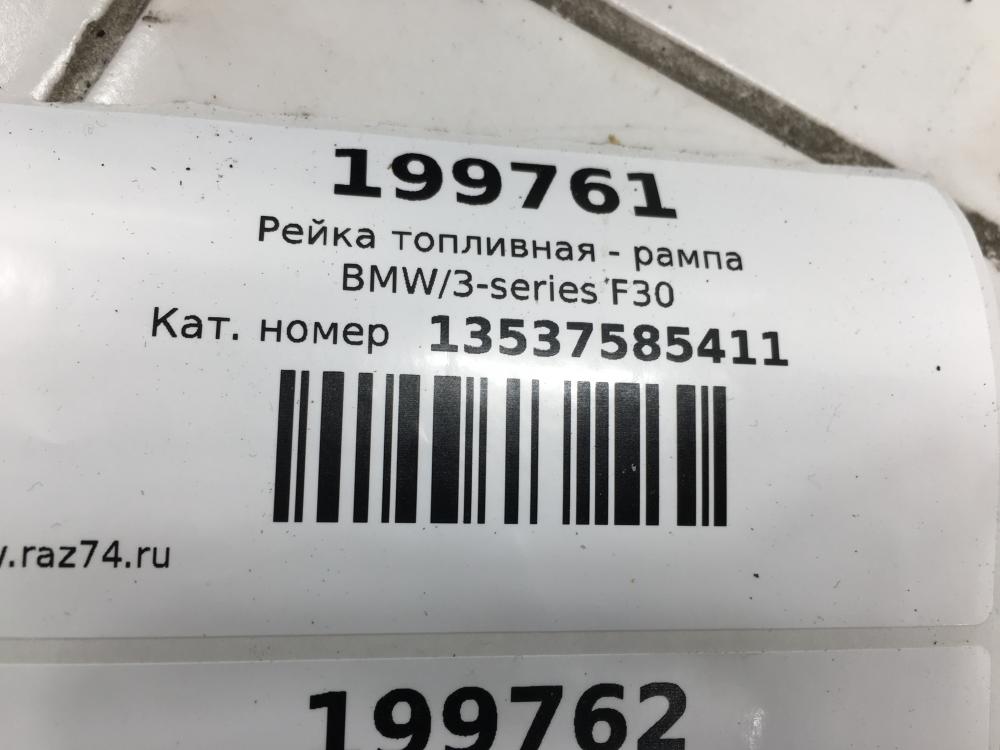 199761
Рейка топливная - рампа
BMW/3-series F30
Кат. номер 13537585411
.raz74.ru
199762